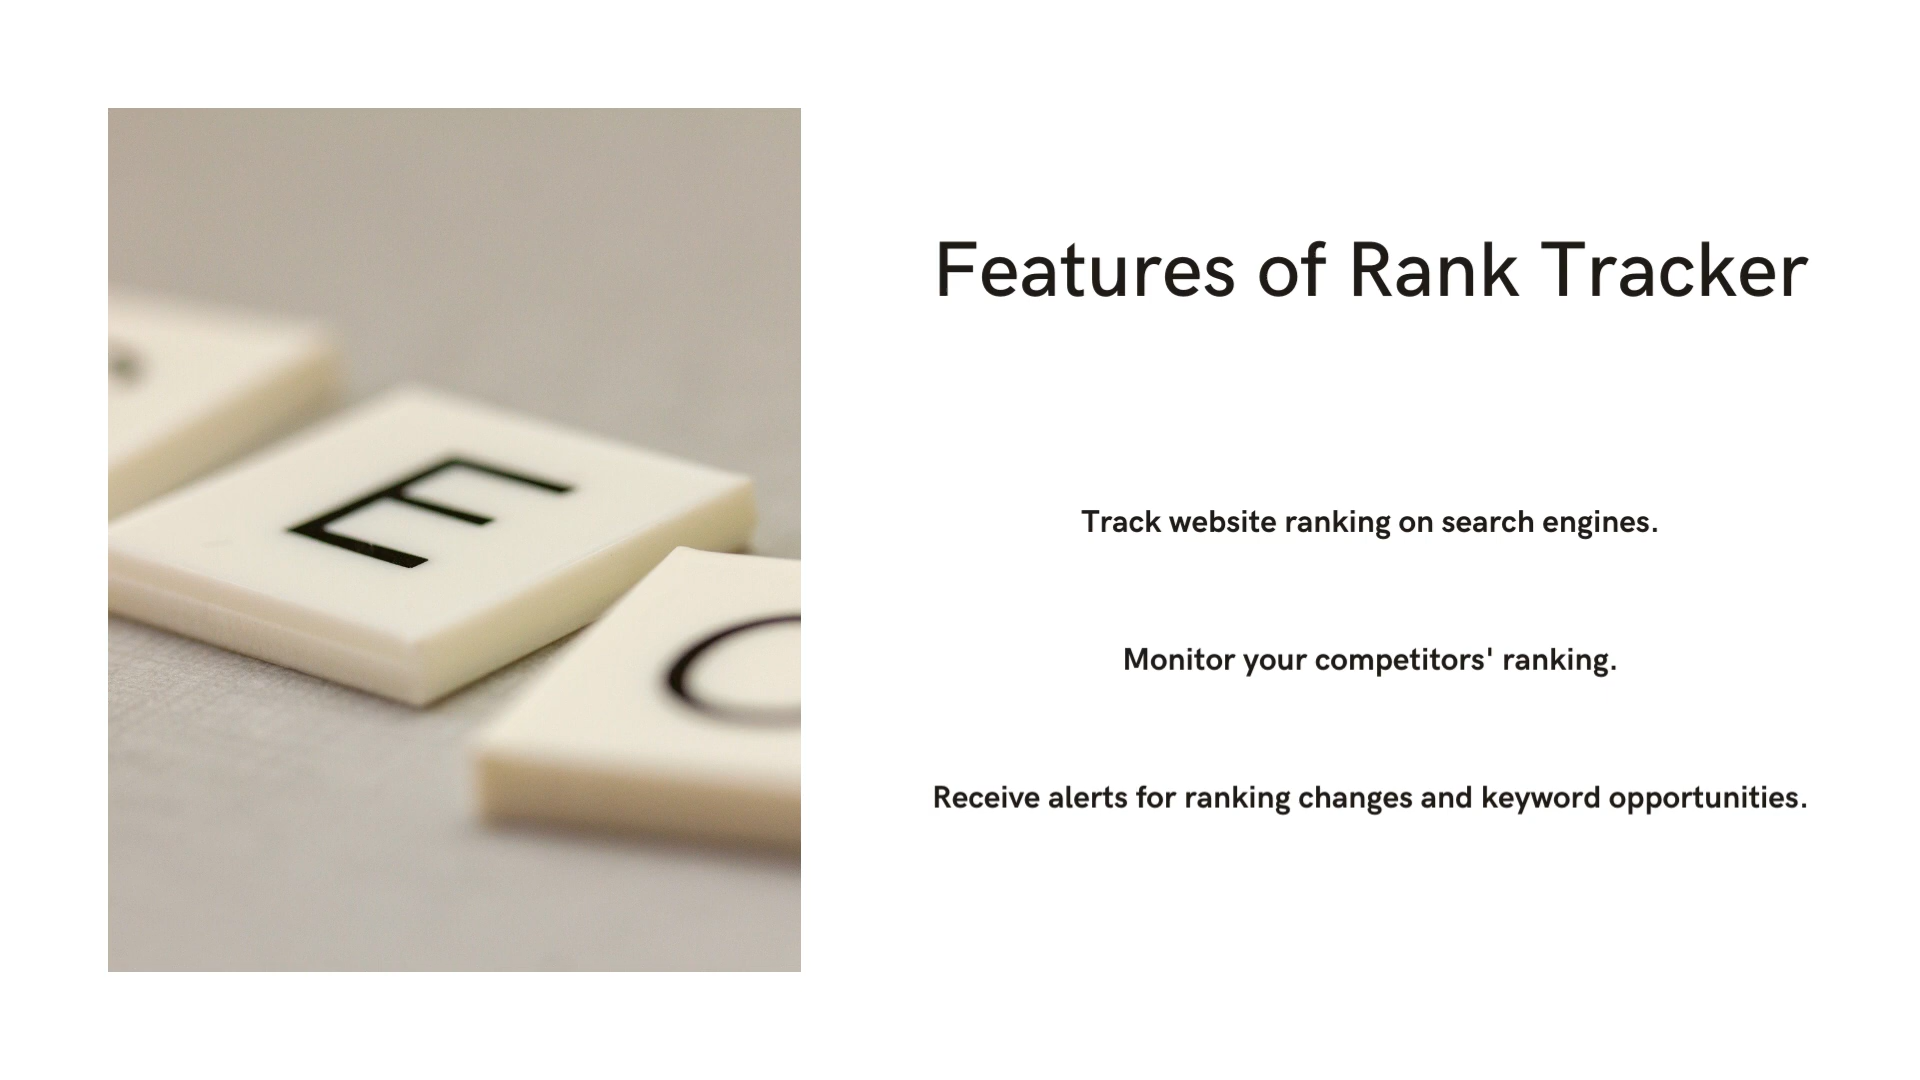 E
Features of Rank Tracker
Track website ranking on search engines.
Monitor your competitors' ranking.
Receive alerts for ranking changes and keyword opportunities.